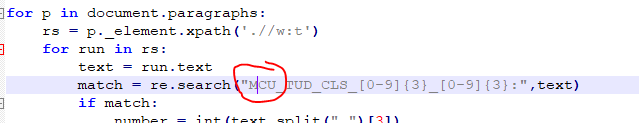 for p in document.paragraphs:
rs = p._element.xpath('.//w:t')
for run in rs:
text = run.text
match = re.search("MCU_TUD_CLS_[0-9]{3}_[0-9]{3}:",text)
if match:
number = int(text.split("_")[3])